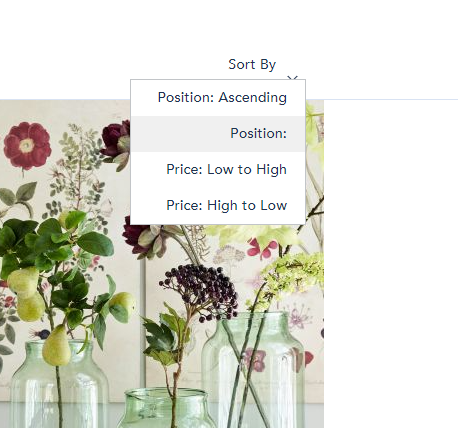 Sort By
Position: Ascending
Position:
Price: Low to High
Price: High to Low